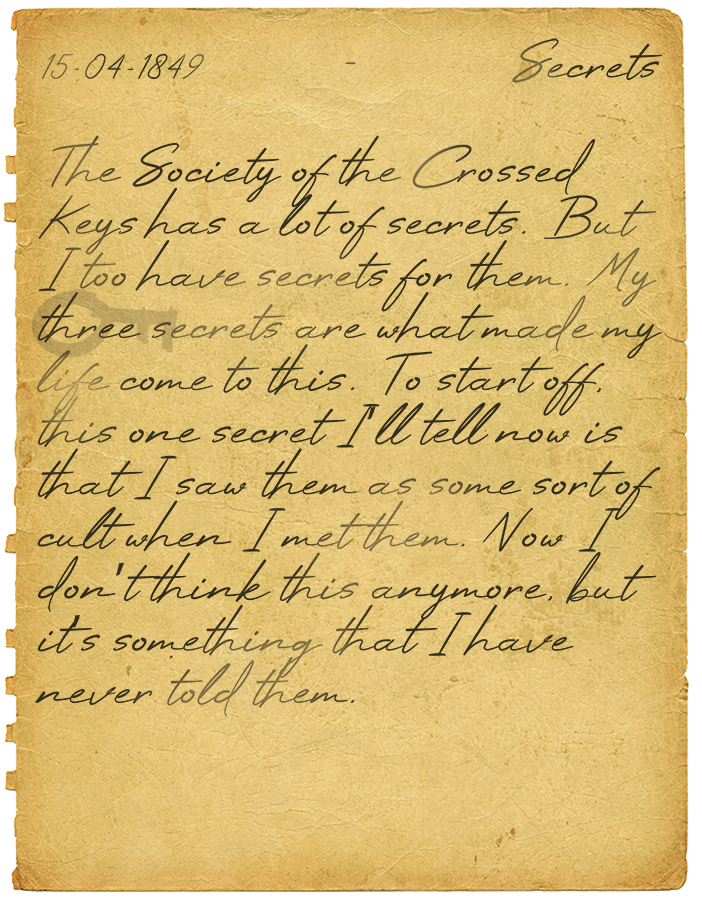 15-04-1849 - Secrets
The Society of the Crossed
Keys has a lot of secrets. But
I too have secrets for them. My
three secrets are what made my
life come to this. To start off,
this one secret I'll tell now is
that I saw them as some sort of
cult when I met them. Now I
don't think this anymore, but
it's something that I have
never told them.